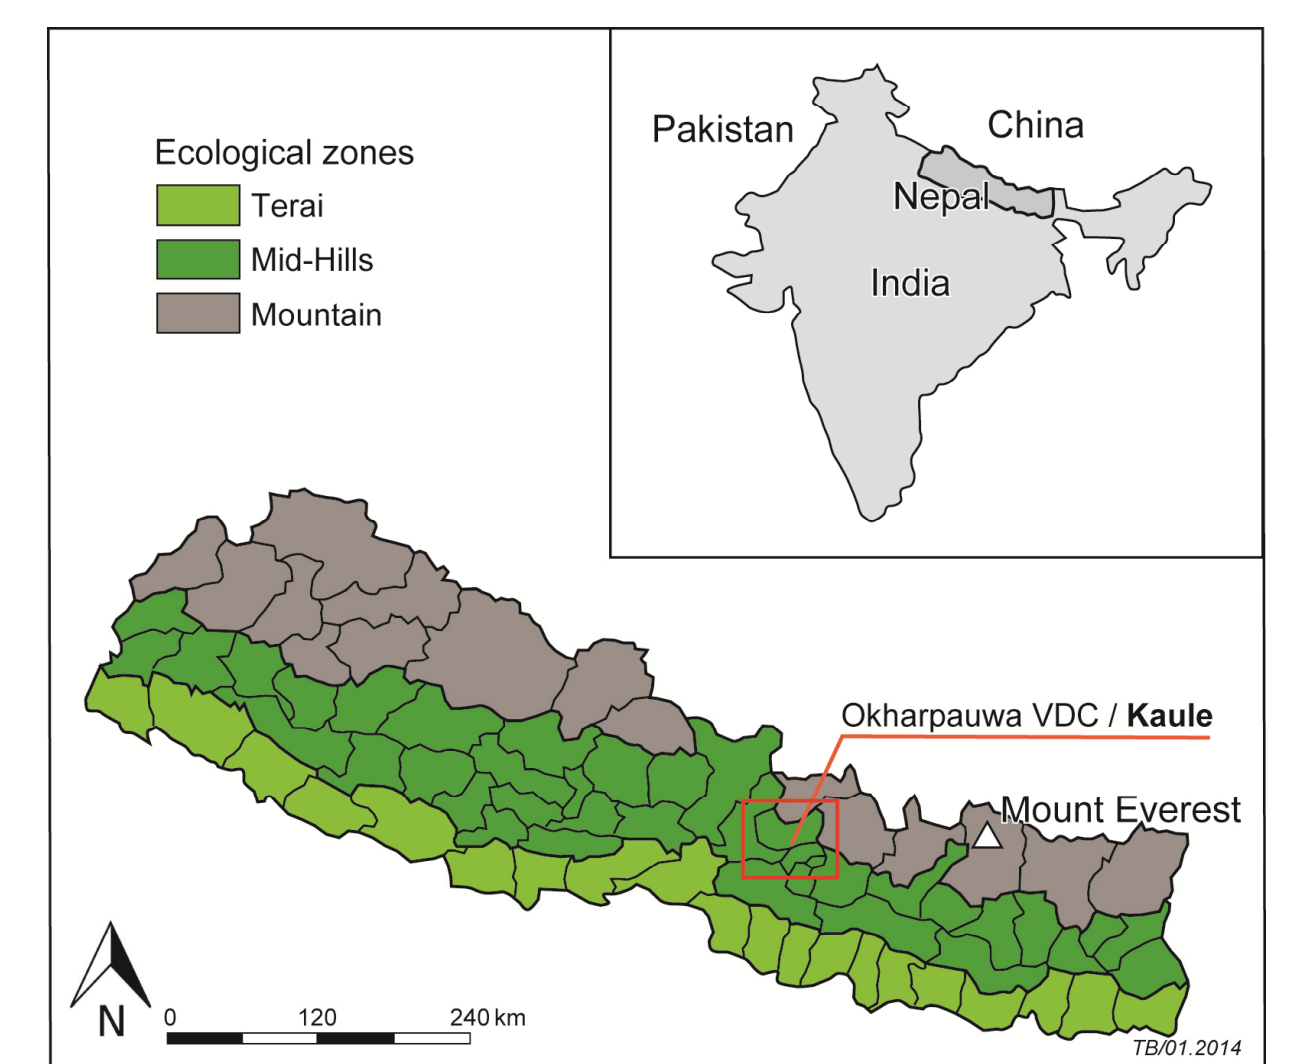 Pakistan
China
Nepal
India
Ecological zones
Terai
Mid-Hills
Mountain
Okharpauwa VDC / Kaule
Mount Everest
N
0 120 240 km
TB/01.2014